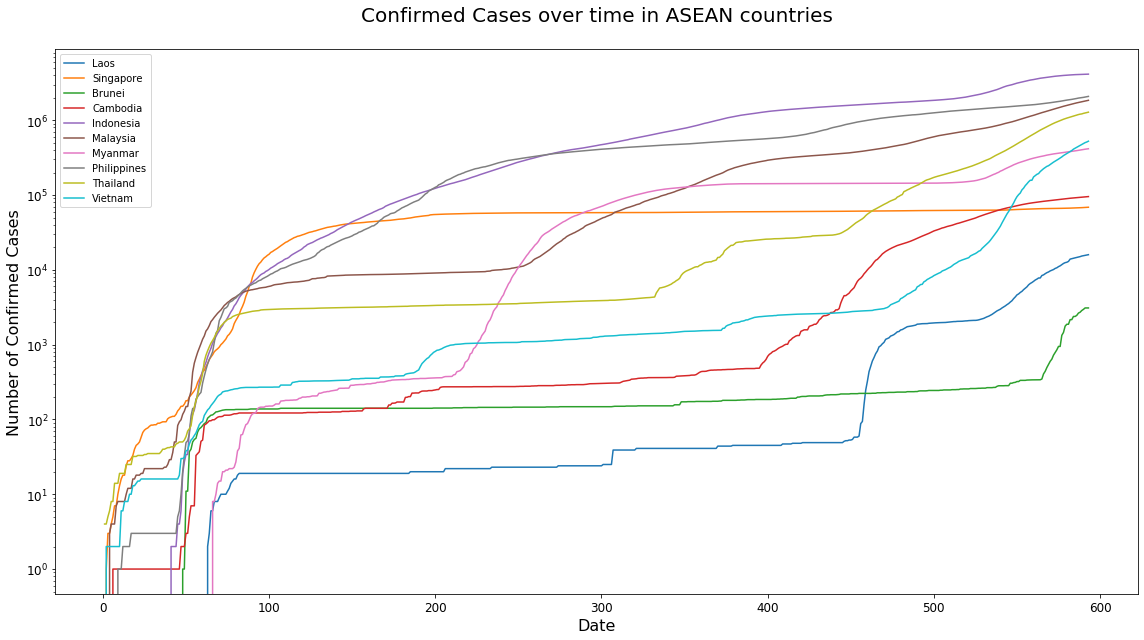 Confirmed Cases over time in ASEAN countries
Laos
Singapore
Brunei
Cambodia
Indonesia
Malaysia
Myanmar
Philippines
Thailand
Vietnam
Number of Confirmed Cases
10⁶
10⁵
10⁴
10³
10²
10¹
10⁰
0 100 200 300 400 500 600
Date